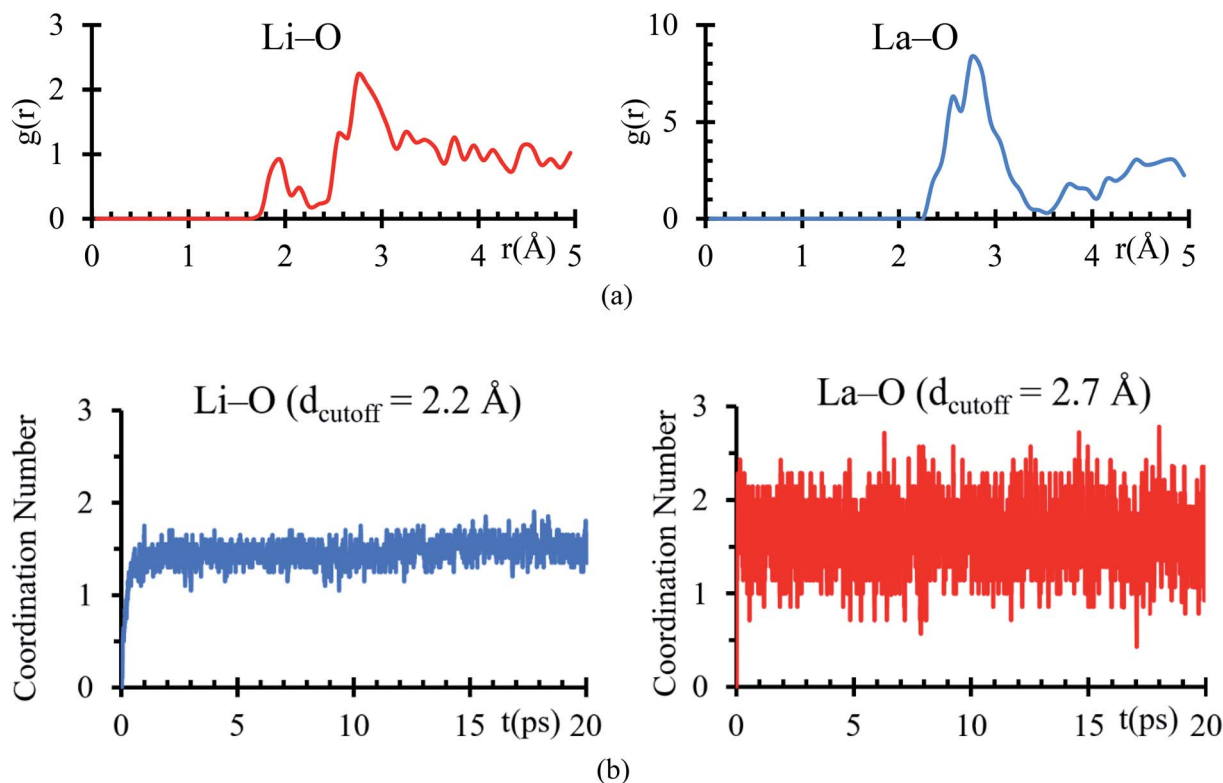 Li–O
3
2
1
0
g(r)
0 1 2 3 4 5
r(Å)
La–O
10
5
0
g(r)
0 1 2 3 4 5
r(Å)
(a)
Li–O (d_cutoff = 2.2 Å)
3
2
1
0
Coordination Number
0 5 10 15 20
t(ps)
La–O (d_cutoff = 2.7 Å)
3
2
1
0
Coordination Number
0 5 10 15 20
t(ps)
(b)